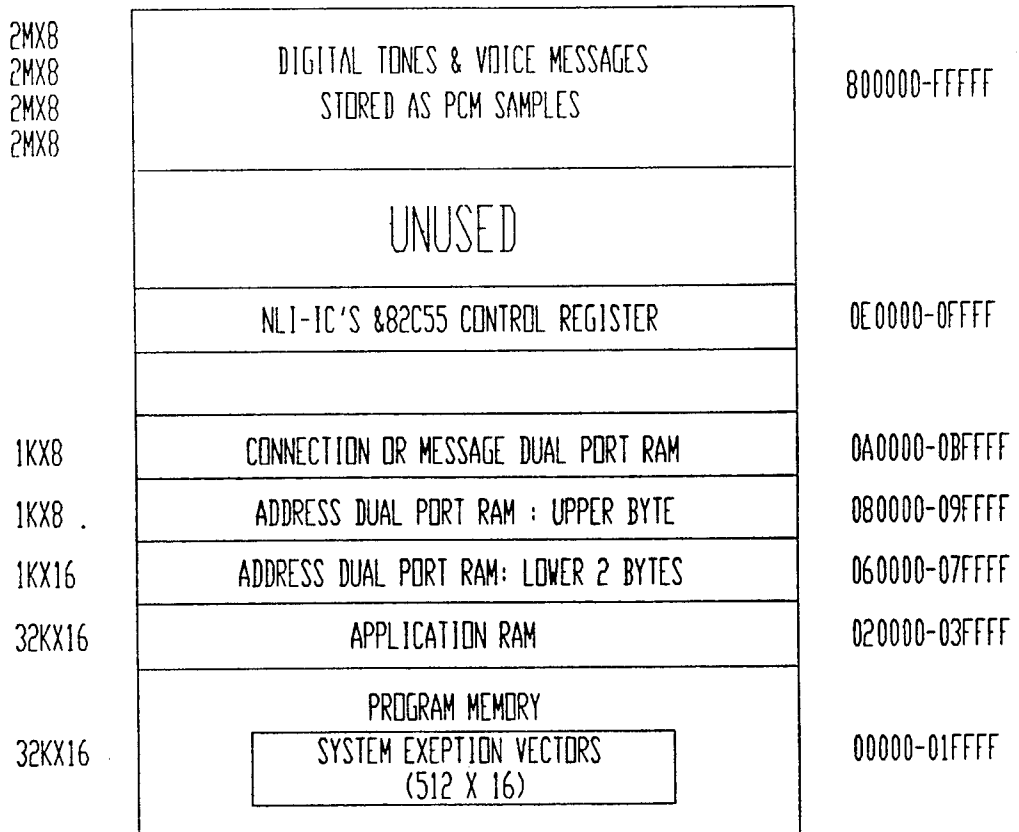 2MX8
2MX8
2MX8
2MX8
DIGITAL TONES & VOICE MESSAGES
STORED AS PCM SAMPLES
800000-FFFFF
UNUSED
NLI-IC'S &82C55 CONTROL REGISTER
0E0000-0FFFF
1KX8
CONNECTION OR MESSAGE DUAL PORT RAM
0A0000-0BFFFF
1KX8 .
ADDRESS DUAL PORT RAM : UPPER BYTE
080000-09FFFF
1KX16
ADDRESS DUAL PORT RAM: LOWER 2 BYTES
060000-07FFFF
32KX16
APPLICATION RAM
020000-03FFFF
PROGRAM MEMORY
32KX16
SYSTEM EXEPTION VECTORS
(512 X 16)
00000-01FFFF